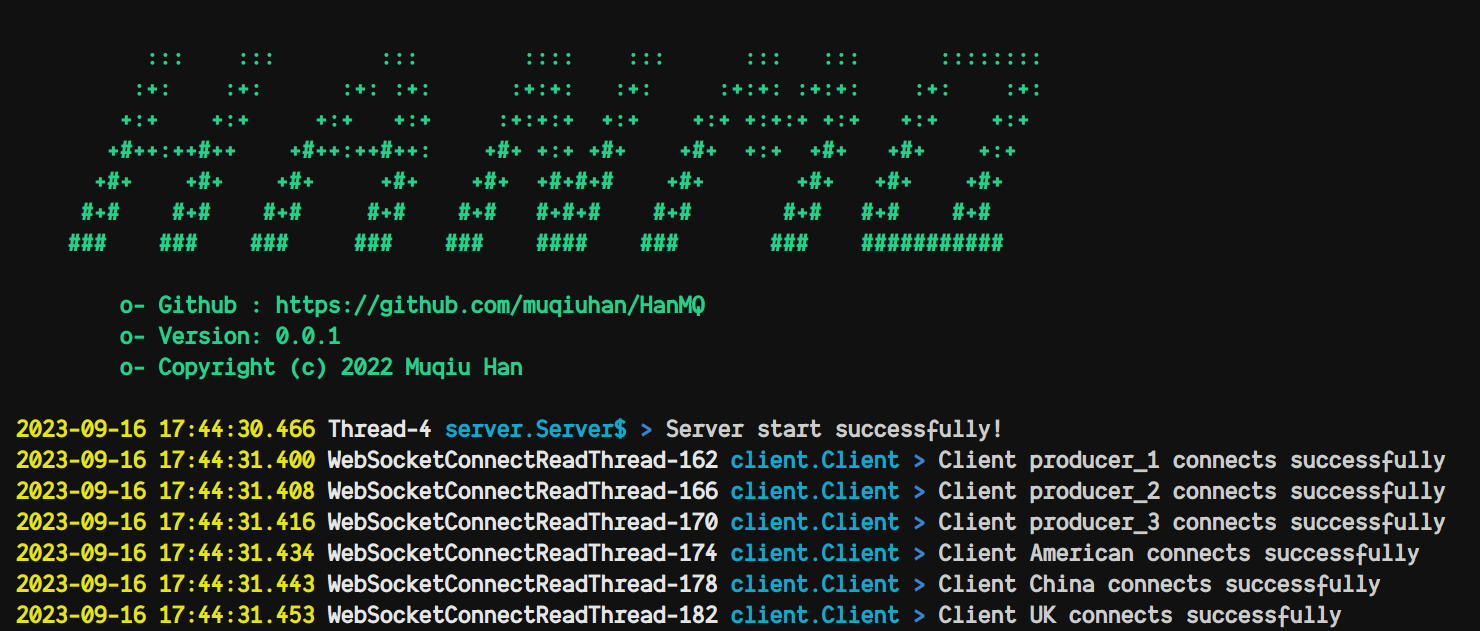 :::    :::        :::        ::::    :::      :::   :::      ::::::::
        :+:    :+:      :+: :+:      :+:+:   :+:     :+:+: :+:+:    :+:    :+:
       +:+    +:+     +:+   +:+     :+:+:+  +:+    +:+ +:+:+ +:+   +:+    +:+
      +#++:++#++    +#++:++#++:    +#+ +:+ +#+    +#+  +:+  +#+   +#+    +:+
     +#+    +#+    +#+     +#+    +#+  +#+#+#    +#+       +#+   +#+    +#+
    #+#    #+#    #+#     #+#    #+#   #+#+#    #+#       #+#   #+#    #+#
   ###    ###    ###     ###    ###    ####    ###       ###    ###########
o- Github : https://github.com/muqiuhan/HanMQ
o- Version: 0.0.1
o- Copyright (c) 2022 Muqiu Han
2023-09-16 17:44:30.466 Thread-4 server.Server$ > Server start successfully!
2023-09-16 17:44:31.400 WebSocketConnectReadThread-162 client.Client > Client producer_1 connects successfully
2023-09-16 17:44:31.408 WebSocketConnectReadThread-166 client.Client > Client producer_2 connects successfully
2023-09-16 17:44:31.416 WebSocketConnectReadThread-170 client.Client > Client producer_3 connects successfully
2023-09-16 17:44:31.434 WebSocketConnectReadThread-174 client.Client > Client American connects successfully
2023-09-16 17:44:31.443 WebSocketConnectReadThread-178 client.Client > Client China connects successfully
2023-09-16 17:44:31.453 WebSocketConnectReadThread-182 client.Client > Client UK connects successfully